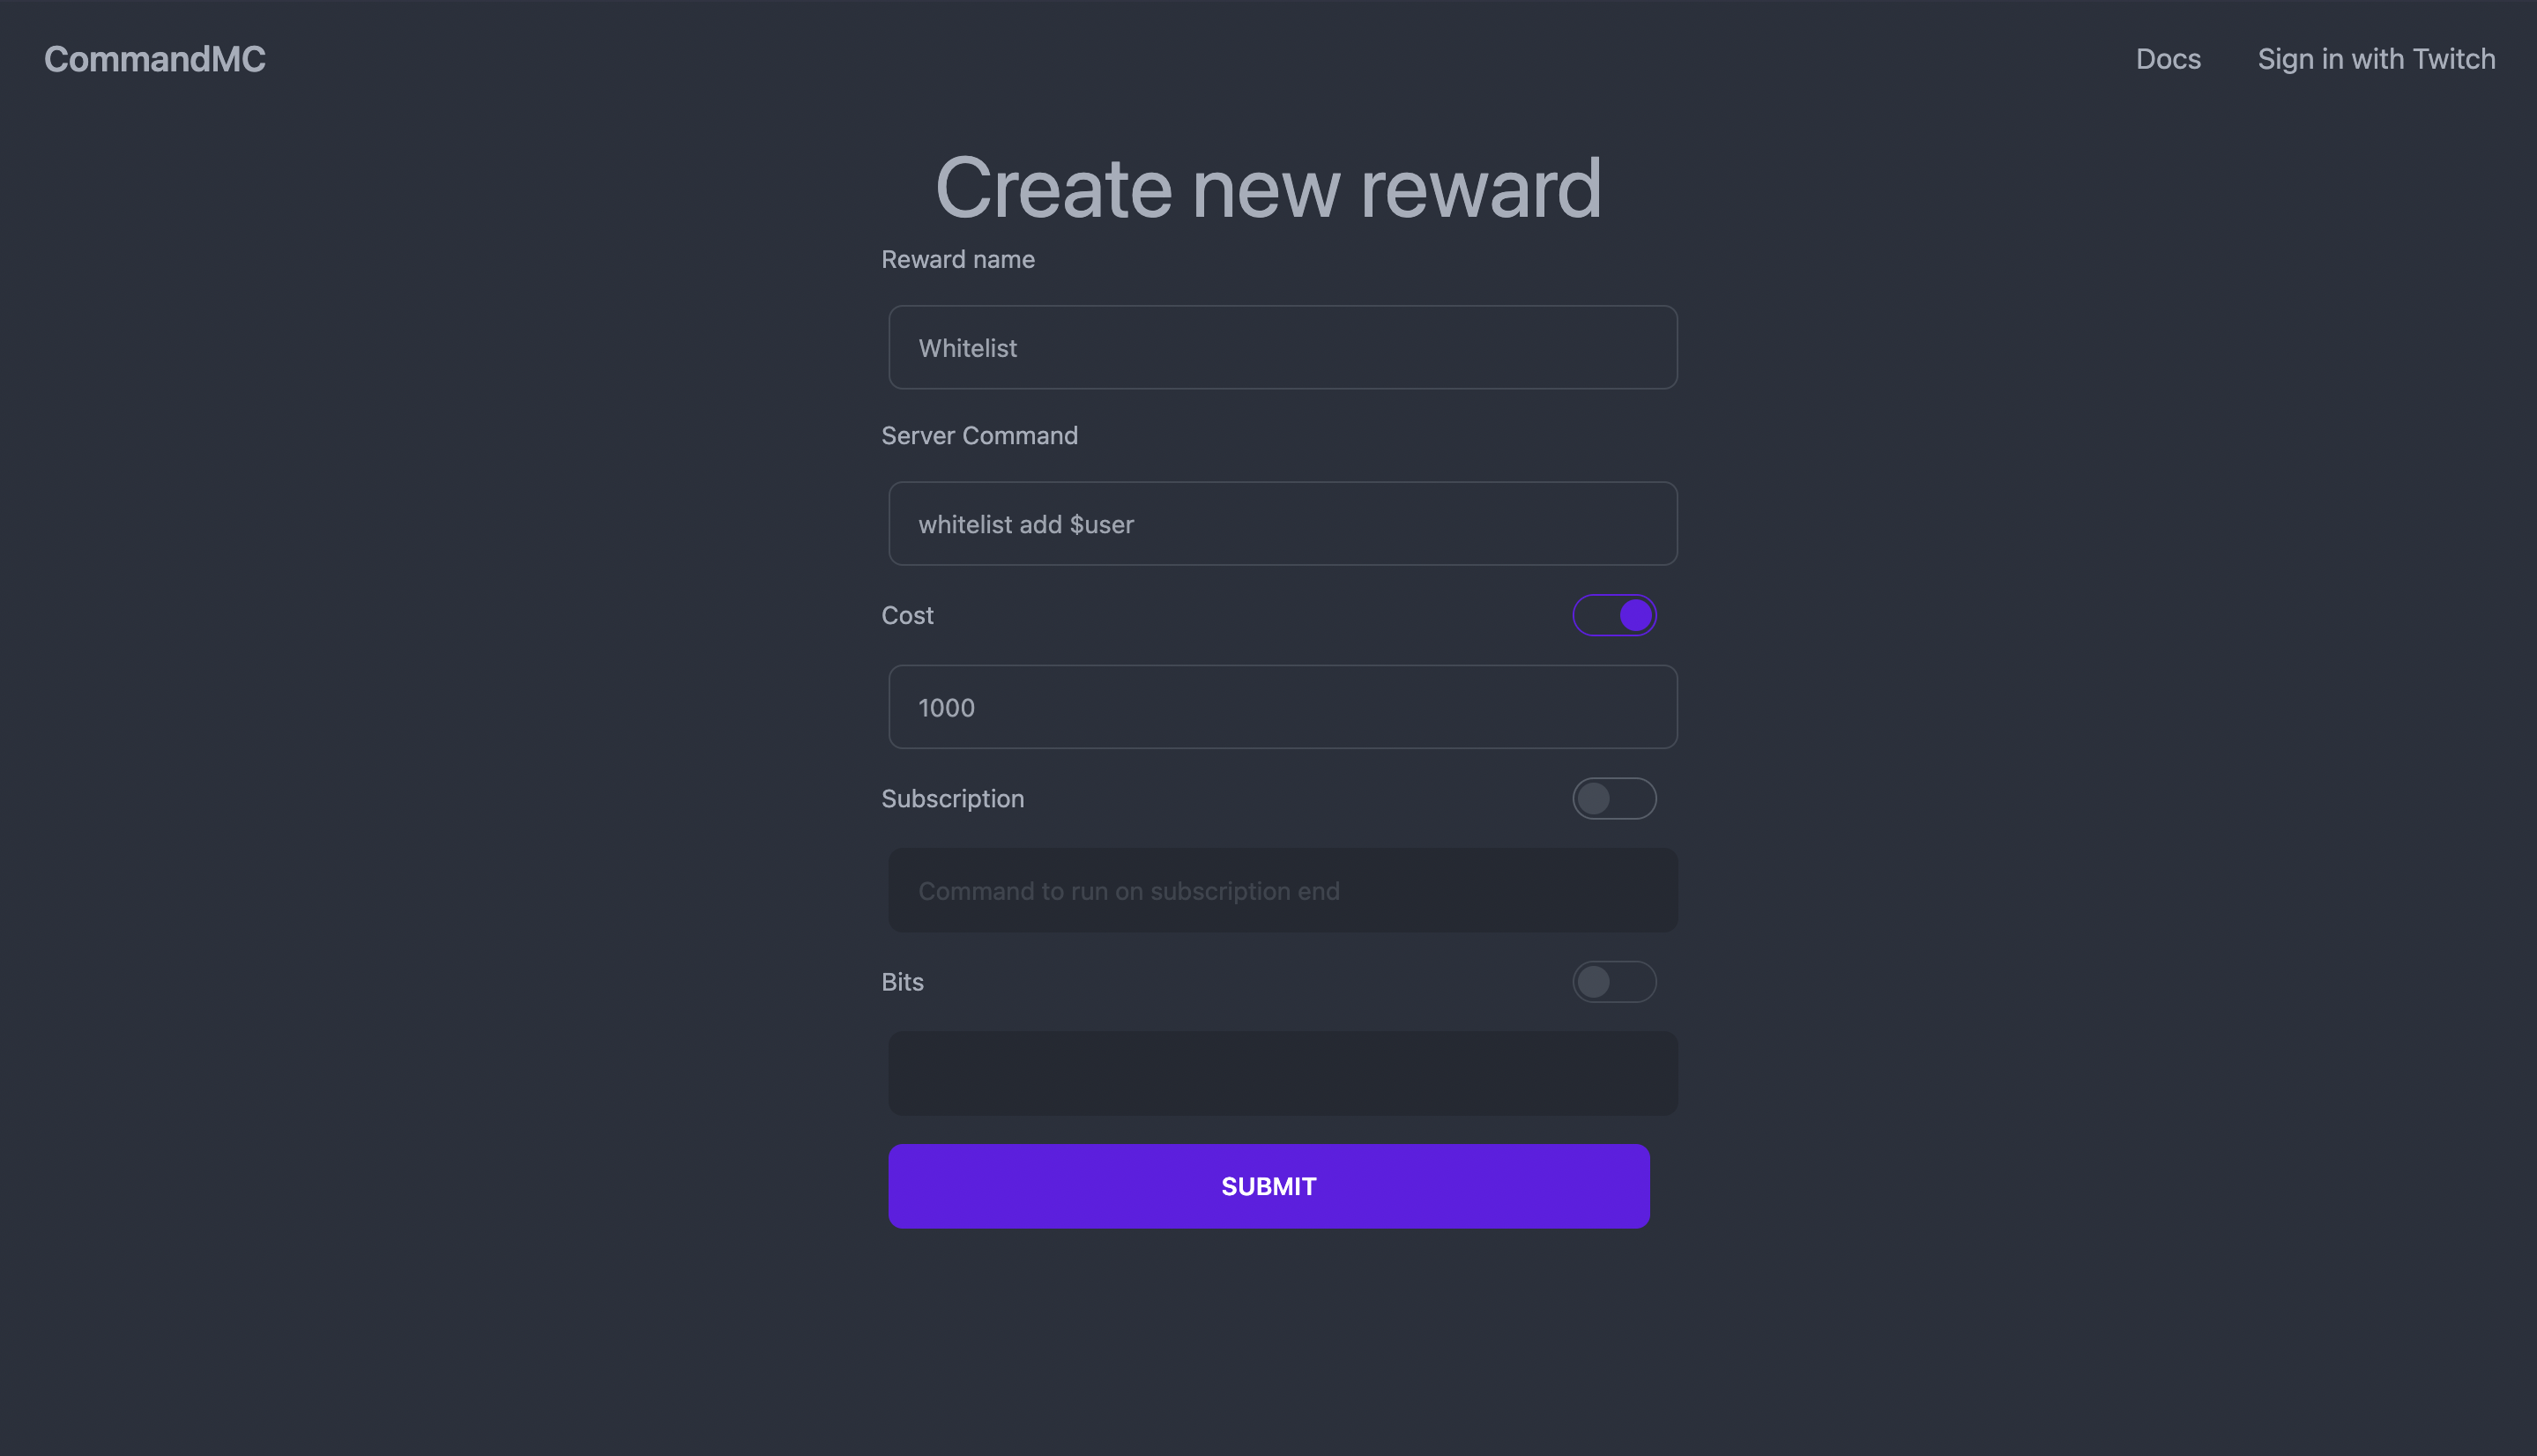 CommandMC
Docs
Sign in with Twitch
Create new reward
Reward name
Whitelist
Server Command
whitelist add $user
Cost
1000
Subscription
Command to run on subscription end
Bits
SUBMIT